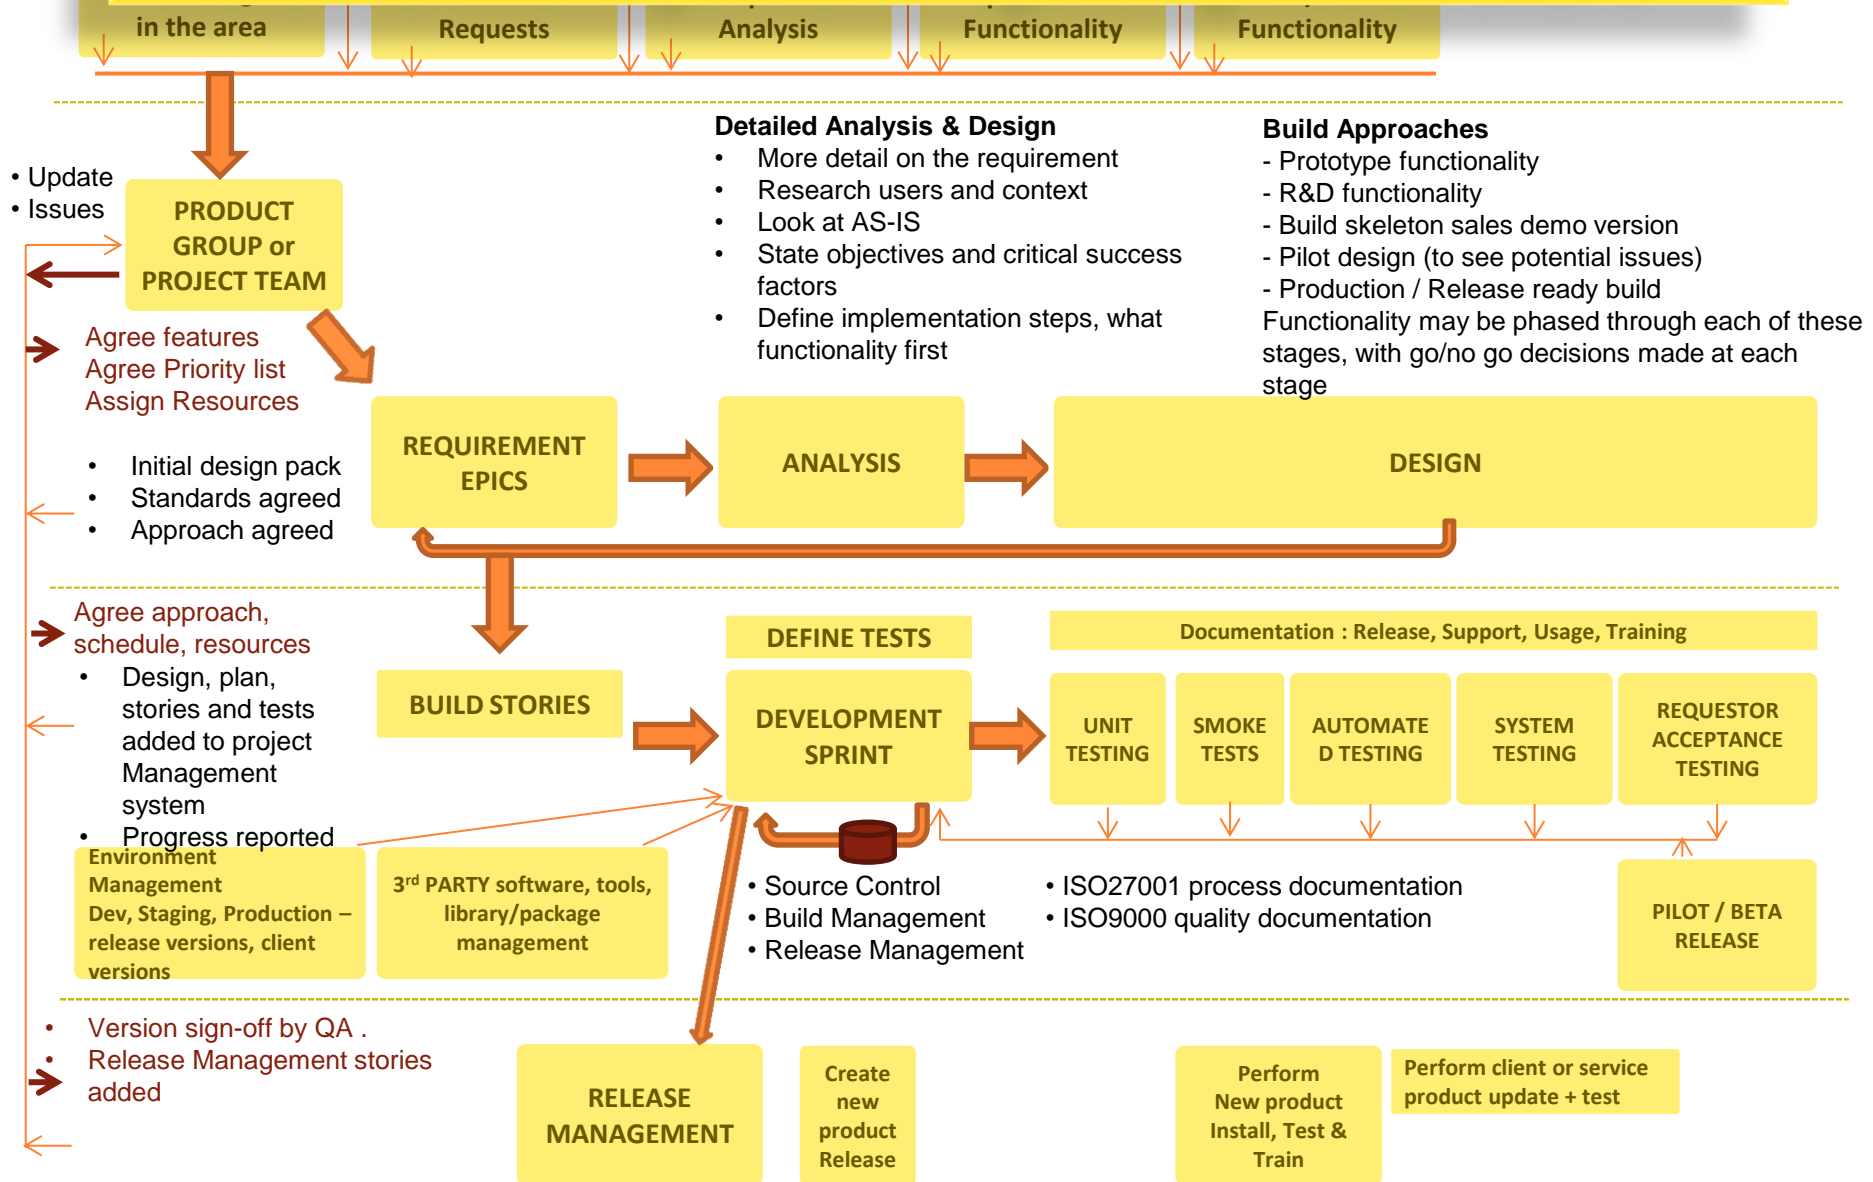 in the area
Requests
Analysis
Functionality
Functionality
• Update
• Issues
PRODUCT
GROUP or
PROJECT TEAM
Detailed Analysis & Design
• More detail on the requirement
• Research users and context
• Look at AS-IS
• State objectives and critical success
factors
• Define implementation steps, what
functionality first
Build Approaches
- Prototype functionality
- R&D functionality
- Build skeleton sales demo version
- Pilot design (to see potential issues)
- Production / Release ready build
Functionality may be phased through each of these
stages, with go/no go decisions made at each
stage
Agree features
Agree Priority list
Assign Resources
• Initial design pack
• Standards agreed
• Approach agreed
REQUIREMENT
EPICS
ANALYSIS
DESIGN
Agree approach,
schedule, resources
• Design, plan,
stories and tests
added to project
Management
system
• Progress reported
BUILD STORIES
DEFINE TESTS
DEVELOPMENT
SPRINT
Documentation : Release, Support, Usage, Training
UNIT
TESTING
SMOKE
TESTS
AUTOMATE
D TESTING
SYSTEM
TESTING
REQUESTOR
ACCEPTANCE
TESTING
Environment
Management
Dev, Staging, Production –
release versions, client
versions
3rd PARTY software, tools,
library/package
management
• Source Control
• Build Management
• Release Management
• ISO27001 process documentation
• ISO9000 quality documentation
PILOT / BETA
RELEASE
• Version sign-off by QA .
• Release Management stories
added
RELEASE
MANAGEMENT
Create
new
product
Release
Perform
New product
Install, Test &
Train
Perform client or service
product update + test